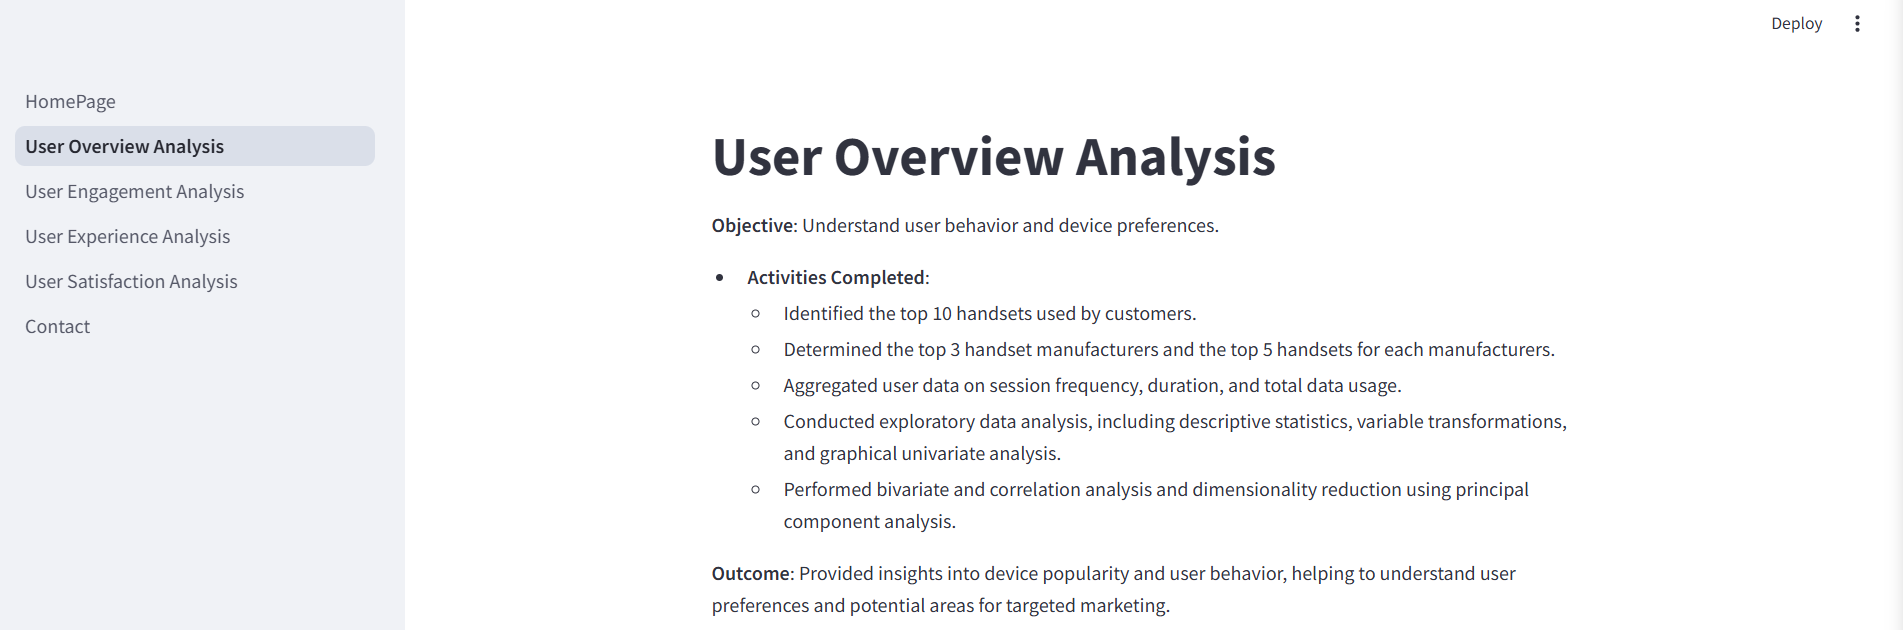 Deploy
HomePage
User Overview Analysis
User Engagement Analysis
User Experience Analysis
User Satisfaction Analysis
Contact
User Overview Analysis
Objective: Understand user behavior and device preferences.
Activities Completed:
Identified the top 10 handsets used by customers.
Determined the top 3 handset manufacturers and the top 5 handsets for each manufacturers.
Aggregated user data on session frequency, duration, and total data usage.
Conducted exploratory data analysis, including descriptive statistics, variable transformations,
and graphical univariate analysis.
Performed bivariate and correlation analysis and dimensionality reduction using principal
component analysis.
Outcome: Provided insights into device popularity and user behavior, helping to understand user
preferences and potential areas for targeted marketing.